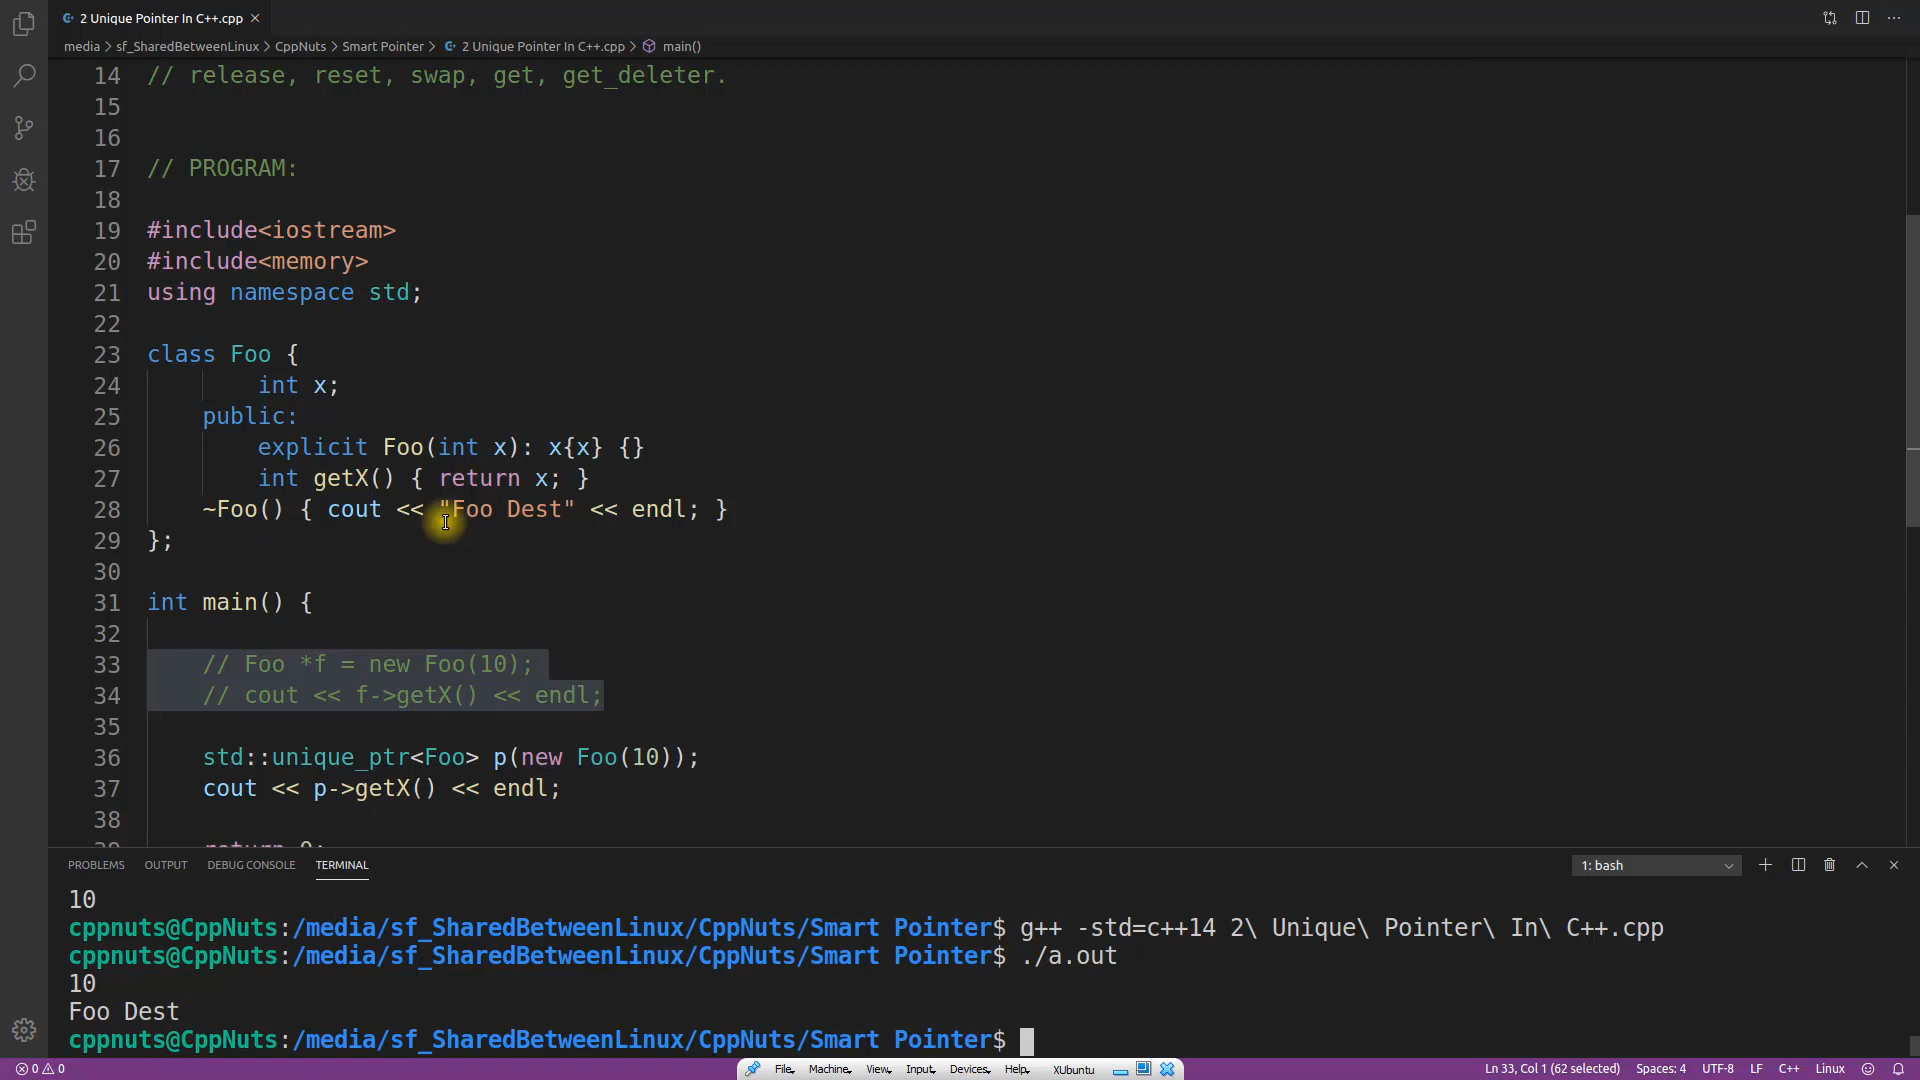 2 Unique Pointer In C++.cpp
media > sf_SharedBetweenLinux > CppNuts > Smart Pointer > 2 Unique Pointer In C++.cpp > main()
14 // release, reset, swap, get, get_deleter.
15
16
17 // PROGRAM:
18
19 #include<iostream>
20 #include<memory>
21 using namespace std;
22
23 class Foo {
24 int x;
25 public:
26 explicit Foo(int x): x{x} {}
27 int getX() { return x; }
28 ~Foo() { cout << "Foo Dest" << endl; }
29 };
30
31 int main() {
32
33 // Foo *f = new Foo(10);
34 // cout << f->getX() << endl;
35
36 std::unique_ptr<Foo> p(new Foo(10));
37 cout << p->getX() << endl;
38
39 return 0;
PROBLEMS OUTPUT DEBUG CONSOLE TERMINAL 1: bash
10
cppnuts@CppNuts:/media/sf_SharedBetweenLinux/CppNuts/Smart Pointer$ g++ -std=c++14 2\ Unique\ Pointer\ In\ C++.cpp
cppnuts@CppNuts:/media/sf_SharedBetweenLinux/CppNuts/Smart Pointer$ ./a.out
10
Foo Dest
cppnuts@CppNuts:/media/sf_SharedBetweenLinux/CppNuts/Smart Pointer$
0 0 File Machine View Input Devices Help XUbuntu Ln 33, Col 1 (62 selected) Spaces: 4 UTF-8 LF C++ Linux